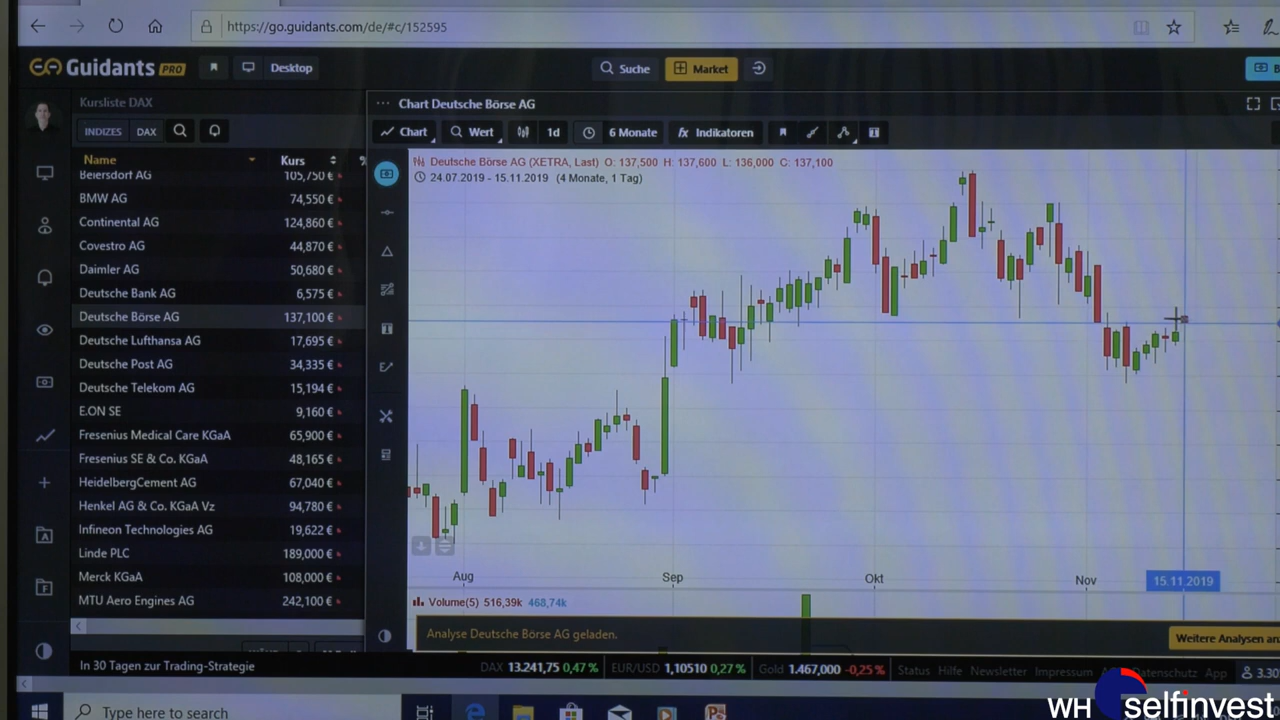 https://go.guidants.com/de/#c/152595
Guidants PRO Desktop Suche Market
Kursliste DAX
INDIZES DAX
Name Kurs %
Beiersdorf AG 105,750 €
BMW AG 74,550 €
Continental AG 124,860 €
Covestro AG 44,870 €
Daimler AG 50,680 €
Deutsche Bank AG 6,575 €
Deutsche Börse AG 137,100 €
Deutsche Lufthansa AG 17,695 €
Deutsche Post AG 34,335 €
Deutsche Telekom AG 15,194 €
E.ON SE 9,160 €
Fresenius Medical Care KGaA 65,900 €
Fresenius SE & Co. KGaA 48,165 €
HeidelbergCement AG 67,040 €
Henkel AG & Co. KGaA Vz 94,780 €
Infineon Technologies AG 19,622 €
Linde PLC 189,000 €
Merck KGaA 108,000 €
MTU Aero Engines AG 242,100 €
Chart Deutsche Börse AG
Chart Wert 1d 6 Monate fx Indikatoren
Deutsche Börse AG (XETRA, Last) O: 137,500 H: 137,600 L: 136,000 C: 137,100
24.07.2019 - 15.11.2019 (4 Monate, 1 Tag)
Aug Sep Okt Nov 15.11.2019
Volume(5) 516,39k 468,74k
Analyse Deutsche Börse AG geladen.
Weitere Analysen
In 30 Tagen zur Trading-Strategie DAX 13.241,75 0,47 % EUR/USD 1,10510 0,27 % Gold 1.467,000 -0,25 % Status Hilfe Newsletter Impressum Datenschutz App 3.30
Type here to search
WH selfinvest